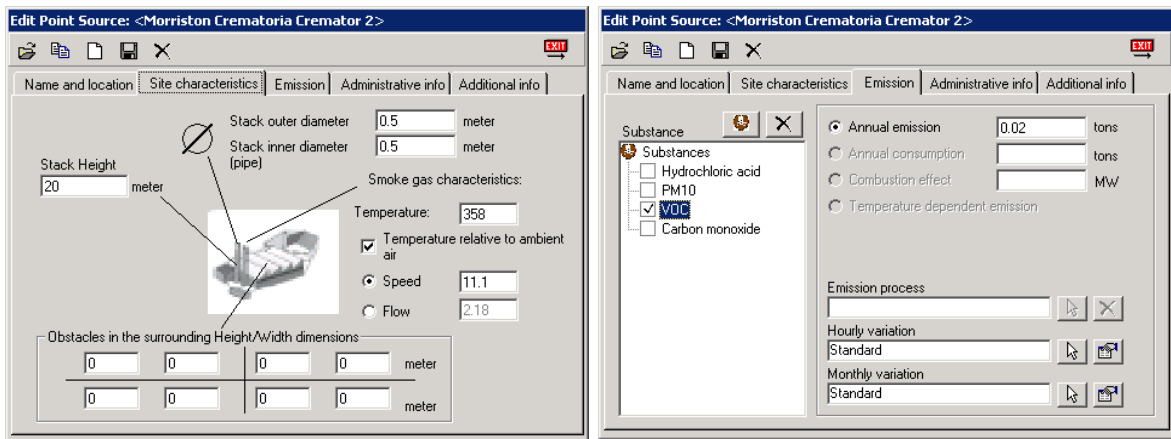 Edit Point Source: <Morriston Crematoria Cremator 2>
EXIT
Name and location Site characteristics Emission Administrative info Additional info
Stack outer diameter 0.5 meter
Stack inner diameter 0.5 meter
(pipe)
Stack Height
20 meter
Smoke gas characteristics:
Temperature: 358
Temperature relative to ambient
air
Speed 11.1
Flow 2.18
Obstacles in the surrounding Height/Width dimensions
0 0 0 0 meter
0 0 0 0 meter
Edit Point Source: <Morriston Crematoria Cremator 2>
EXIT
Name and location Site characteristics Emission Administrative info Additional info
Substance
Substances
Hydrochloric acid
PM10
VOC
Carbon monoxide
Annual emission 0.02 tons
Annual consumption tons
Combustion effect MW
Temperature dependent emission
Emission process
Hourly variation
Standard
Monthly variation
Standard